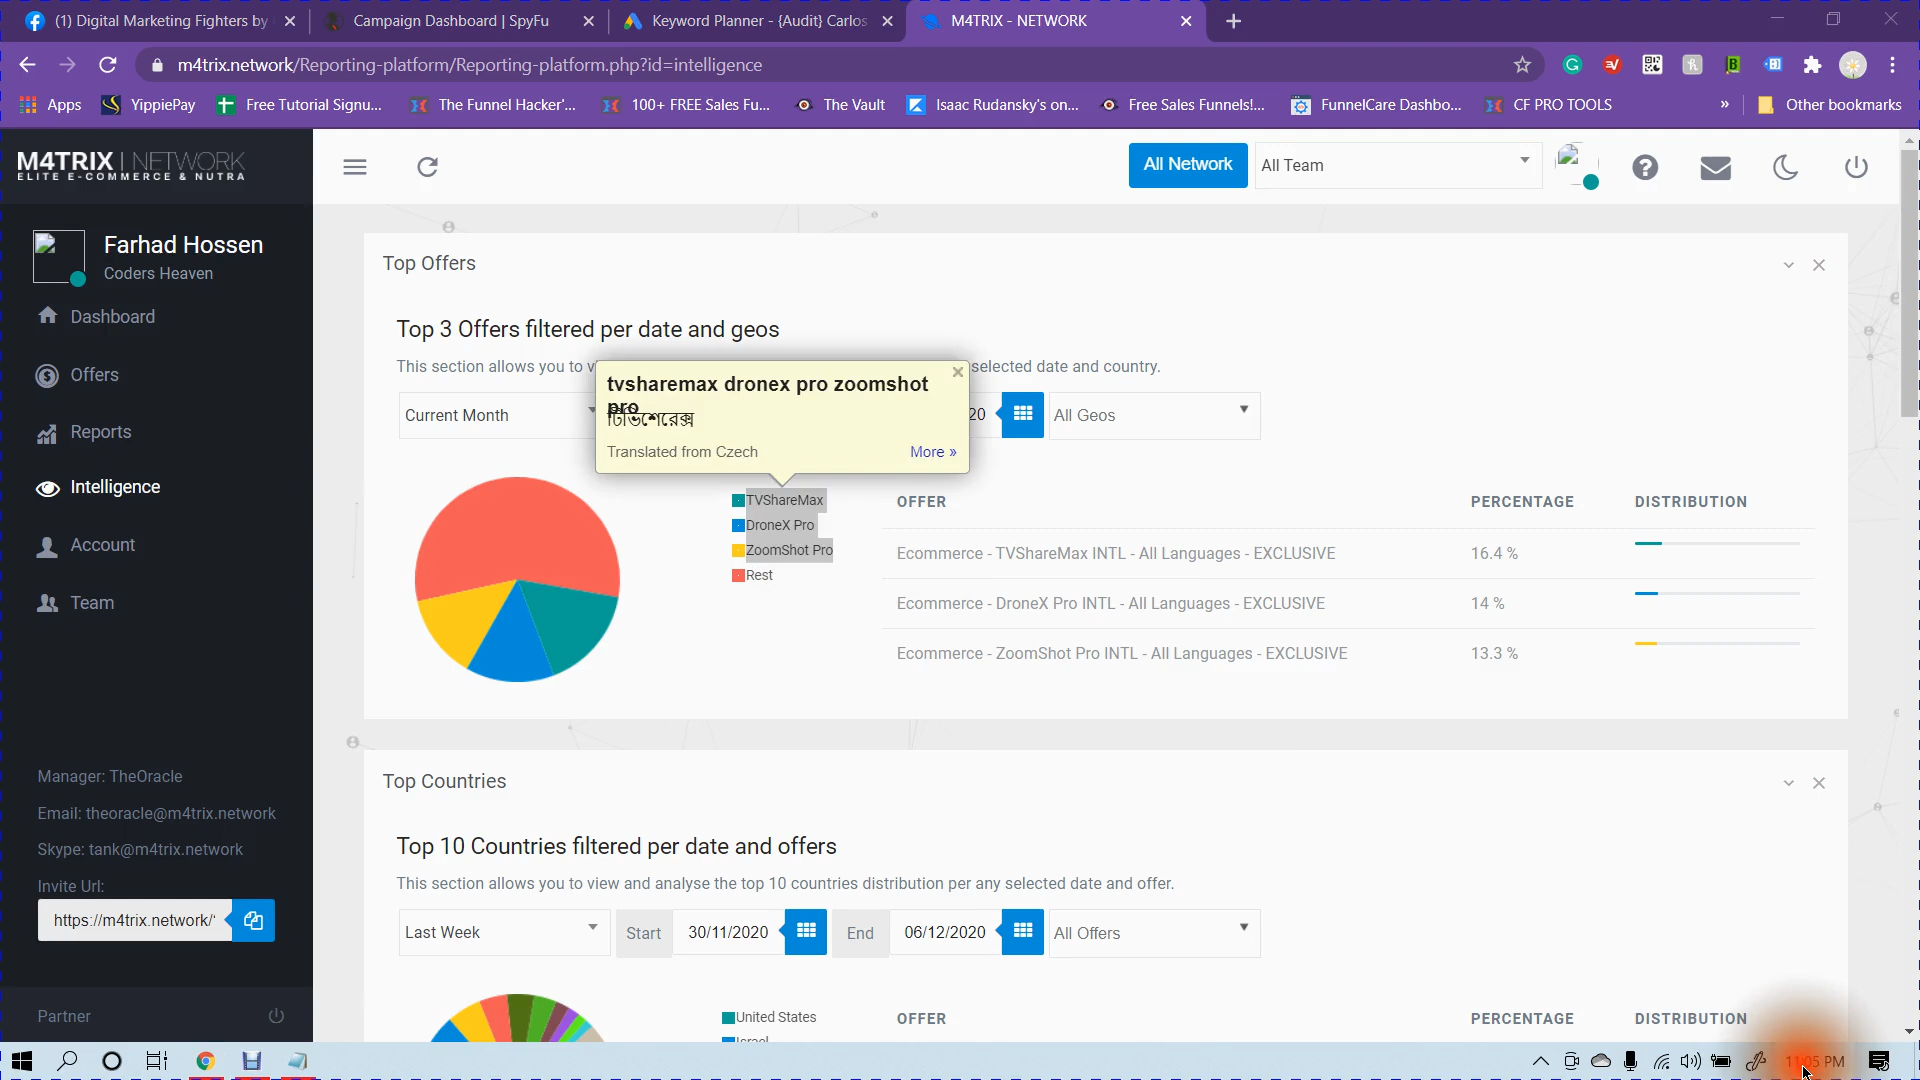 (1) Digital Marketing Fighters by
Campaign Dashboard | SpyFu
Keyword Planner - {Audit} Carlos
M4TRIX - NETWORK
m4trix.network/Reporting-platform/Reporting-platform.php?id=intelligence
Apps
YippiePay
Free Tutorial Signu...
The Funnel Hacker'...
100+ FREE Sales Fu...
The Vault
Isaac Rudansky's on...
Free Sales Funnels!...
FunnelCare Dashbo...
CF PRO TOOLS
»
Other bookmarks
M4TRIX | NETWORK
ELITE E-COMMERCE & NUTRA
All Network
All Team
Farhad Hossen
Coders Heaven
Dashboard
Offers
Reports
Intelligence
Account
Team
Manager: TheOracle
Email: theoracle@m4trix.network
Skype: tank@m4trix.network
Invite Url:
https://m4trix.network/
Partner
Top Offers
Top 3 Offers filtered per date and geos
This section allows you to v
selected date and country.
Current Month
20
All Geos
tvsharemax dronex pro zoomshot
pro
টিভিশেরেক্স
Translated from Czech
More »
TVShareMax
DroneX Pro
ZoomShot Pro
Rest
OFFER PERCENTAGE DISTRIBUTION
Ecommerce - TVShareMax INTL - All Languages - EXCLUSIVE 16.4 %
Ecommerce - DroneX Pro INTL - All Languages - EXCLUSIVE 14 %
Ecommerce - ZoomShot Pro INTL - All Languages - EXCLUSIVE 13.3 %
Top Countries
Top 10 Countries filtered per date and offers
This section allows you to view and analyse the top 10 countries distribution per any selected date and offer.
Last Week Start 30/11/2020 End 06/12/2020 All Offers
United States
Israel
OFFER PERCENTAGE DISTRIBUTION
11:05 PM